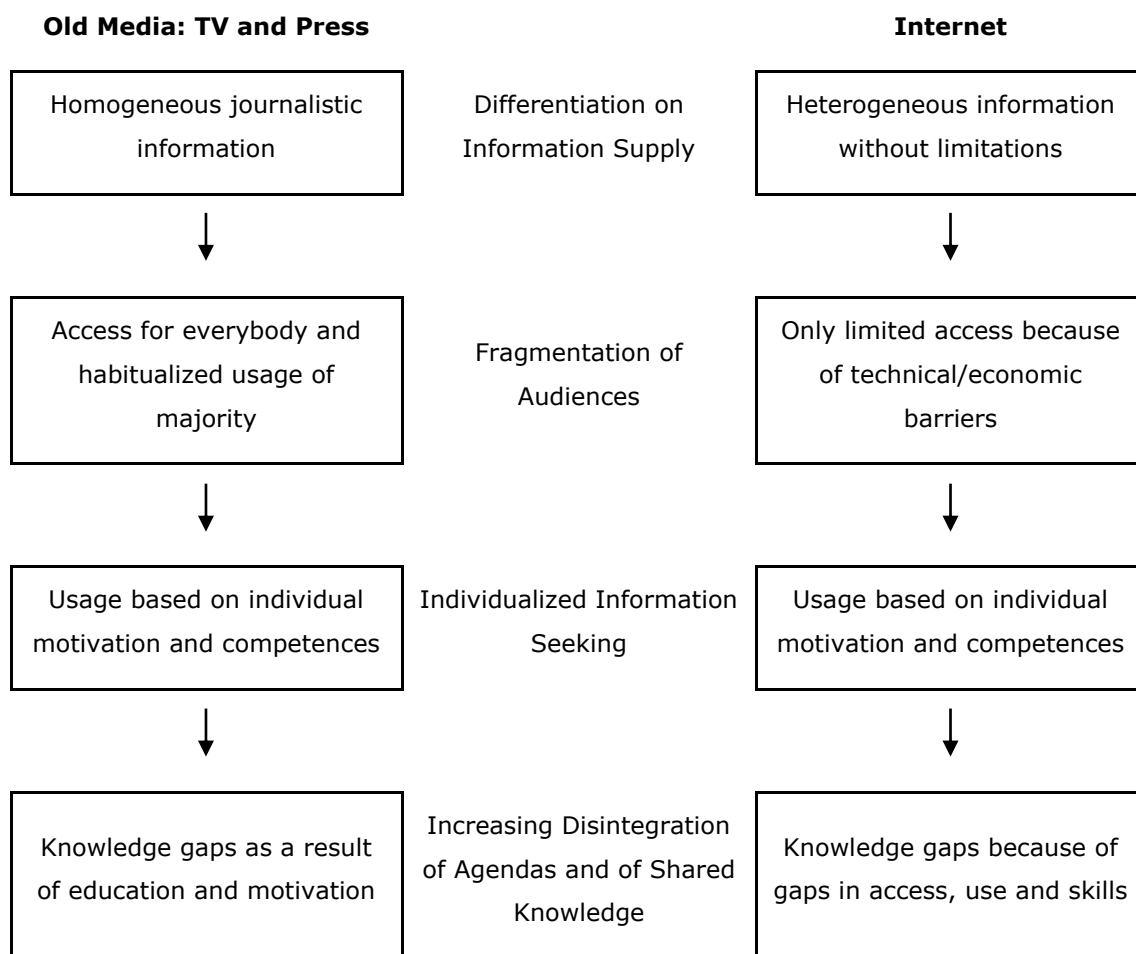 Old Media: TV and Press
Internet
Homogeneous journalistic
information
Differentiation on
Information Supply
Heterogeneous information
without limitations
Access for everybody and
habitualized usage of
majority
Fragmentation of
Audiences
Only limited access because
of technical/economic
barriers
Usage based on individual
motivation and competences
Individualized Information
Seeking
Usage based on individual
motivation and competences
Knowledge gaps as a result
of education and motivation
Increasing Disintegration
of Agendas and of Shared
Knowledge
Knowledge gaps because of
gaps in access, use and skills